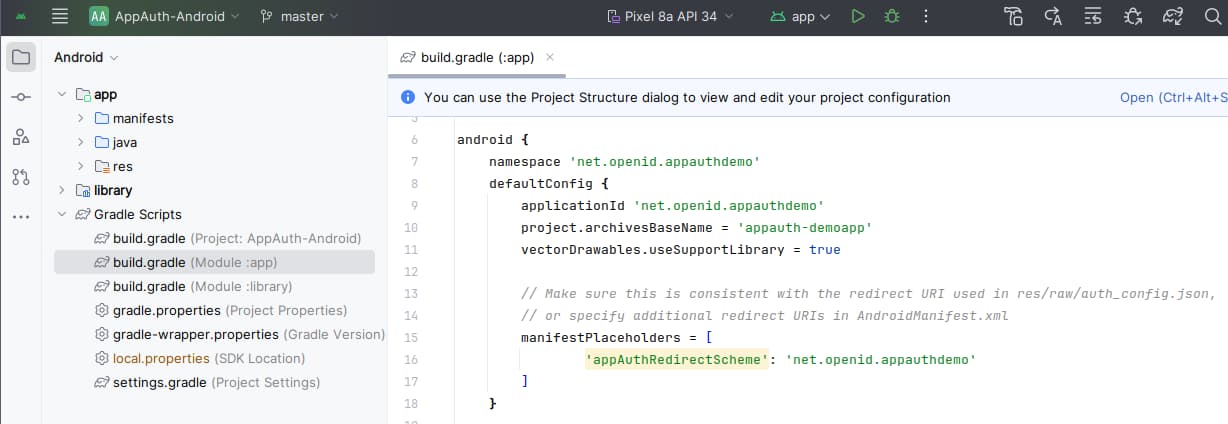 AA AppAuth-Android master Pixel 8a API 34 app
Android
app
manifests
java
res
library
Gradle Scripts
build.gradle (Project: AppAuth-Android)
build.gradle (Module :app)
build.gradle (Module :library)
gradle.properties (Project Properties)
gradle-wrapper.properties (Gradle Version)
local.properties (SDK Location)
settings.gradle (Project Settings)
build.gradle (:app)
You can use the Project Structure dialog to view and edit your project configuration Open (Ctrl+Alt+S
5
6 android {
7 namespace 'net.openid.appauthdemo'
8 defaultConfig {
9 applicationId 'net.openid.appauthdemo'
10 project.archivesBaseName = 'appauth-demoapp'
11 vectorDrawables.useSupportLibrary = true
12
13 // Make sure this is consistent with the redirect URI used in res/raw/auth_config.json,
14 // or specify additional redirect URIs in AndroidManifest.xml
15 manifestPlaceholders = [
16 'appAuthRedirectScheme': 'net.openid.appauthdemo'
17 ]
18 }